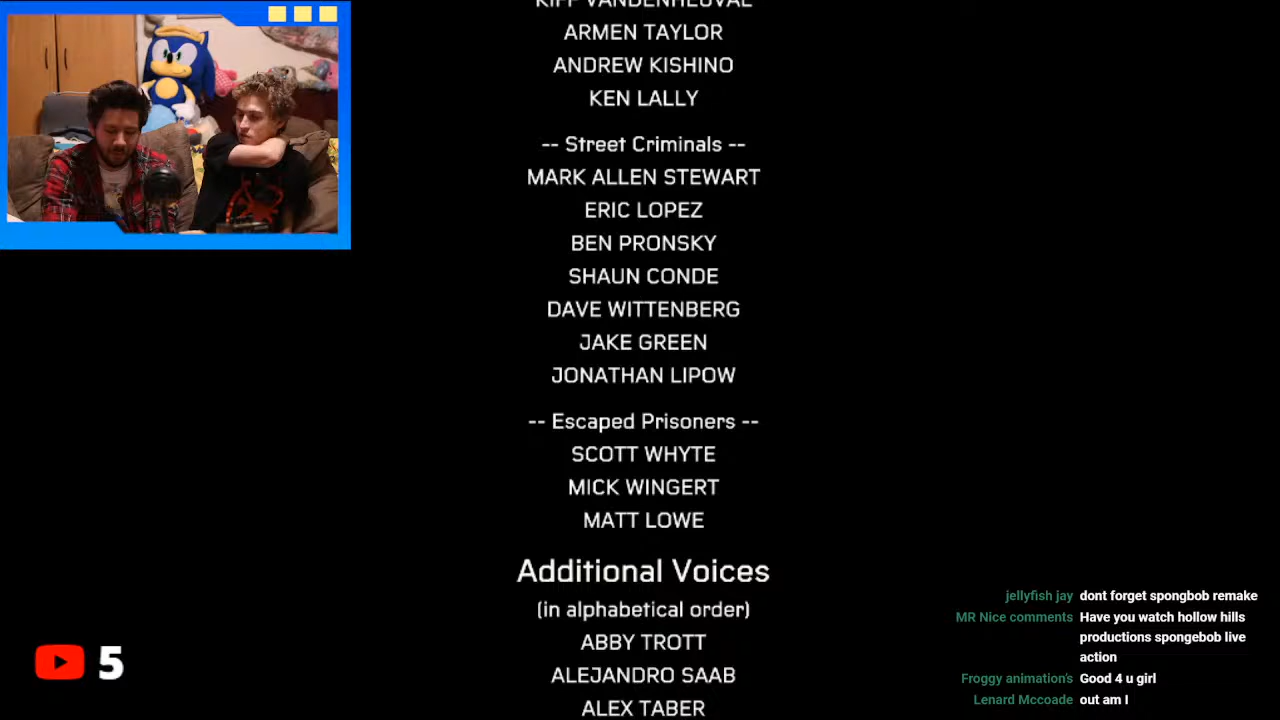 KIFF VANDENHEUVAL
ARMEN TAYLOR
ANDREW KISHINO
KEN LALLY
-- Street Criminals --
MARK ALLEN STEWART
ERIC LOPEZ
BEN PRONSKY
SHAUN CONDE
DAVE WITTENBERG
JAKE GREEN
JONATHAN LIPOW
-- Escaped Prisoners --
SCOTT WHYTE
MICK WINGERT
MATT LOWE
Additional Voices
(in alphabetical order)
ABBY TROTT
ALEJANDRO SAAB
ALEX TABER
jellyfish jay dont forget spongbob remake
MR Nice comments Have you watch hollow hills
productions spongebob live
action
Froggy animation's Good 4 u girl
Lenard Mccoade out am I
5